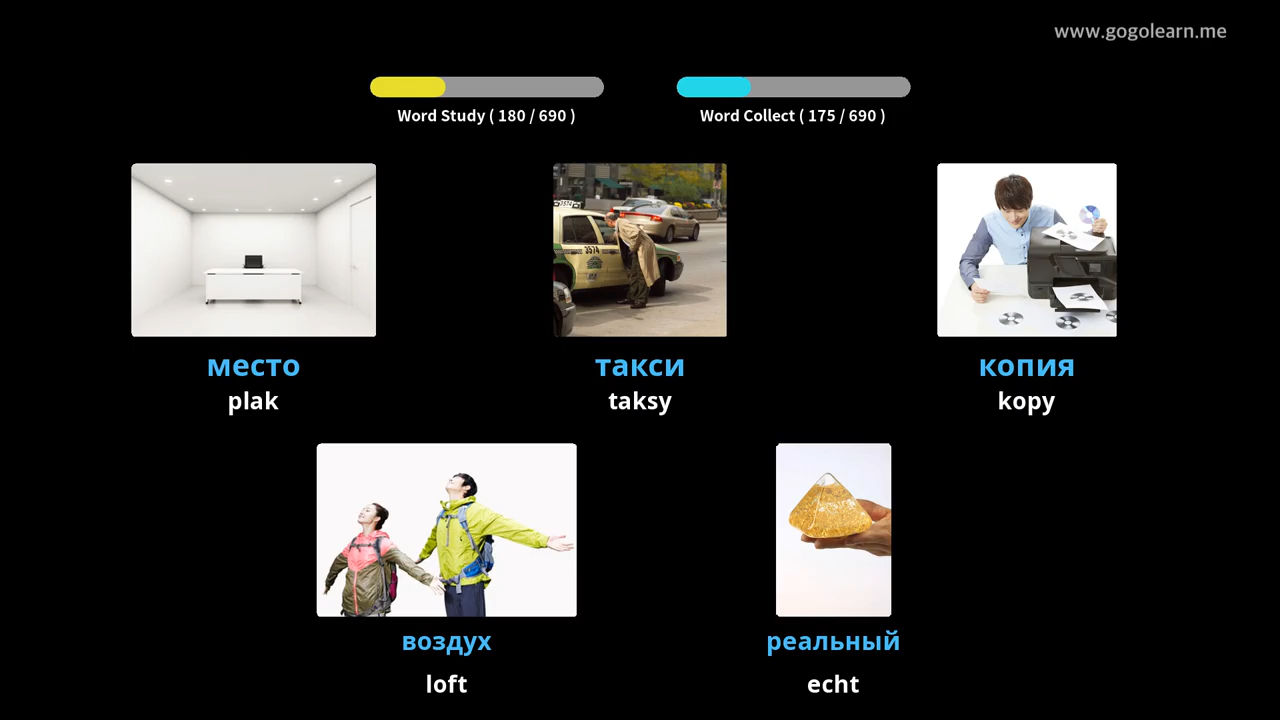 www.gogolearn.me
Word Study ( 180 / 690 )
Word Collect ( 175 / 690 )
место
plak
такси
taksy
копия
kopy
воздух
loft
реальный
echt
3574